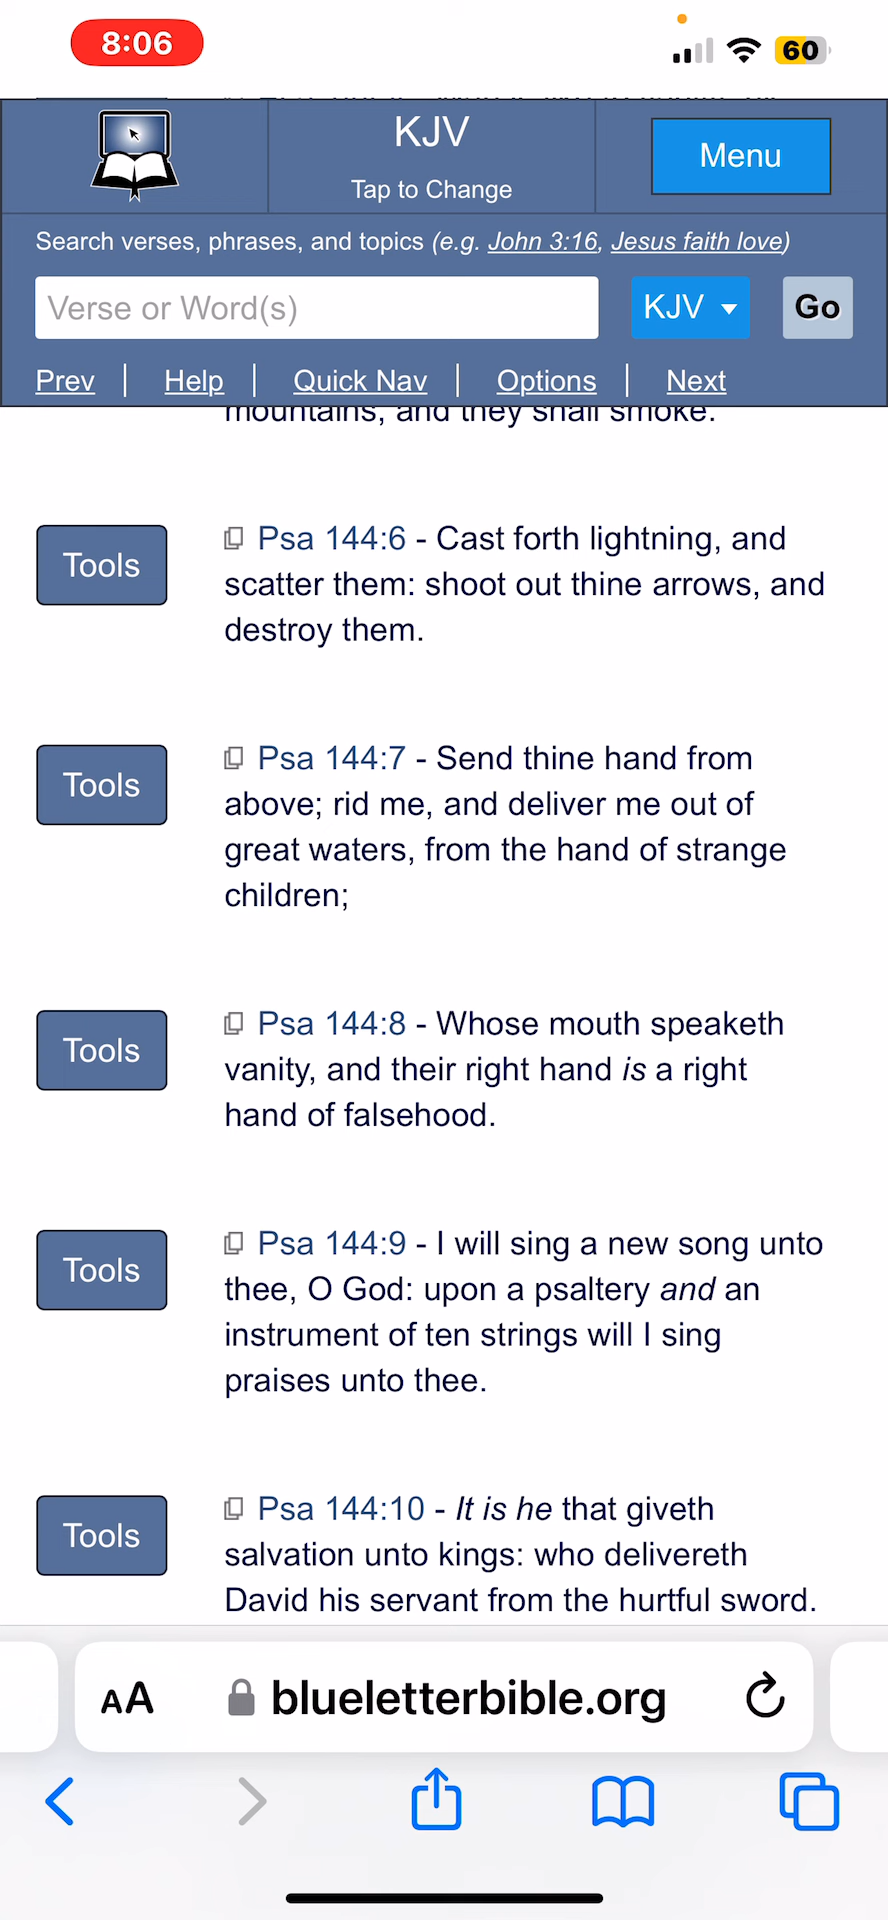 8:06
60
KJV
Tap to Change
Menu
Search verses, phrases, and topics (e.g. John 3:16, Jesus faith love)
Verse or Word(s)
KJV
Go
Prev | Help | Quick Nav | Options | Next
mountains, and they shall smoke.
Tools
Psa 144:6 - Cast forth lightning, and
scatter them: shoot out thine arrows, and
destroy them.
Tools
Psa 144:7 - Send thine hand from
above; rid me, and deliver me out of
great waters, from the hand of strange
children;
Tools
Psa 144:8 - Whose mouth speaketh
vanity, and their right hand is a right
hand of falsehood.
Tools
Psa 144:9 - I will sing a new song unto
thee, O God: upon a psaltery and an
instrument of ten strings will I sing
praises unto thee.
Tools
Psa 144:10 - It is he that giveth
salvation unto kings: who delivereth
David his servant from the hurtful sword.
AA
blueletterbible.org